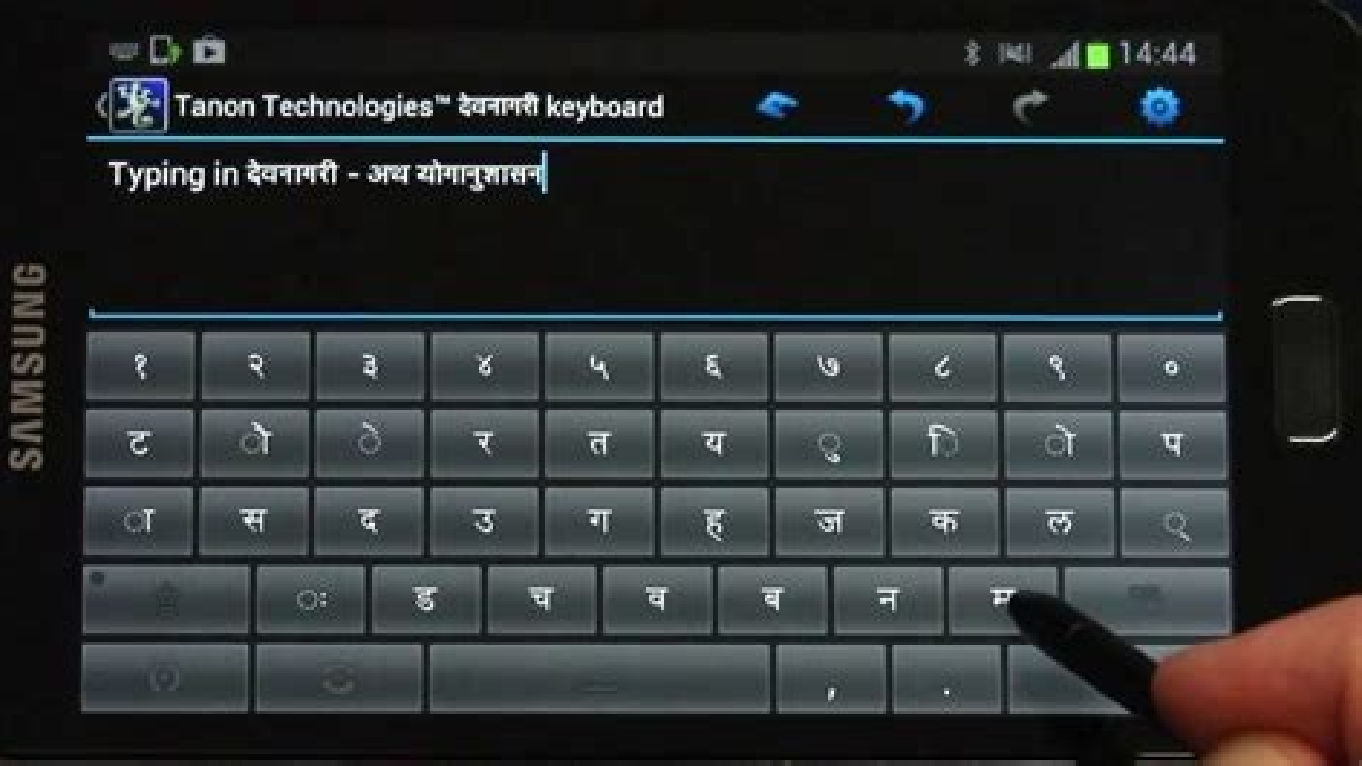 14:44
Tanon Technologies™ देवनागरी keyboard
Typing in देवनागरी - अथ योगानुशासन
SAMSUNG
१ २ ३ ४ ५ ६ ७ ८ ९ ०
ट ौ े र त य ु ि ो प
ा स द उ ग ह ज क ल ्
ः ड च व ब न म
, .